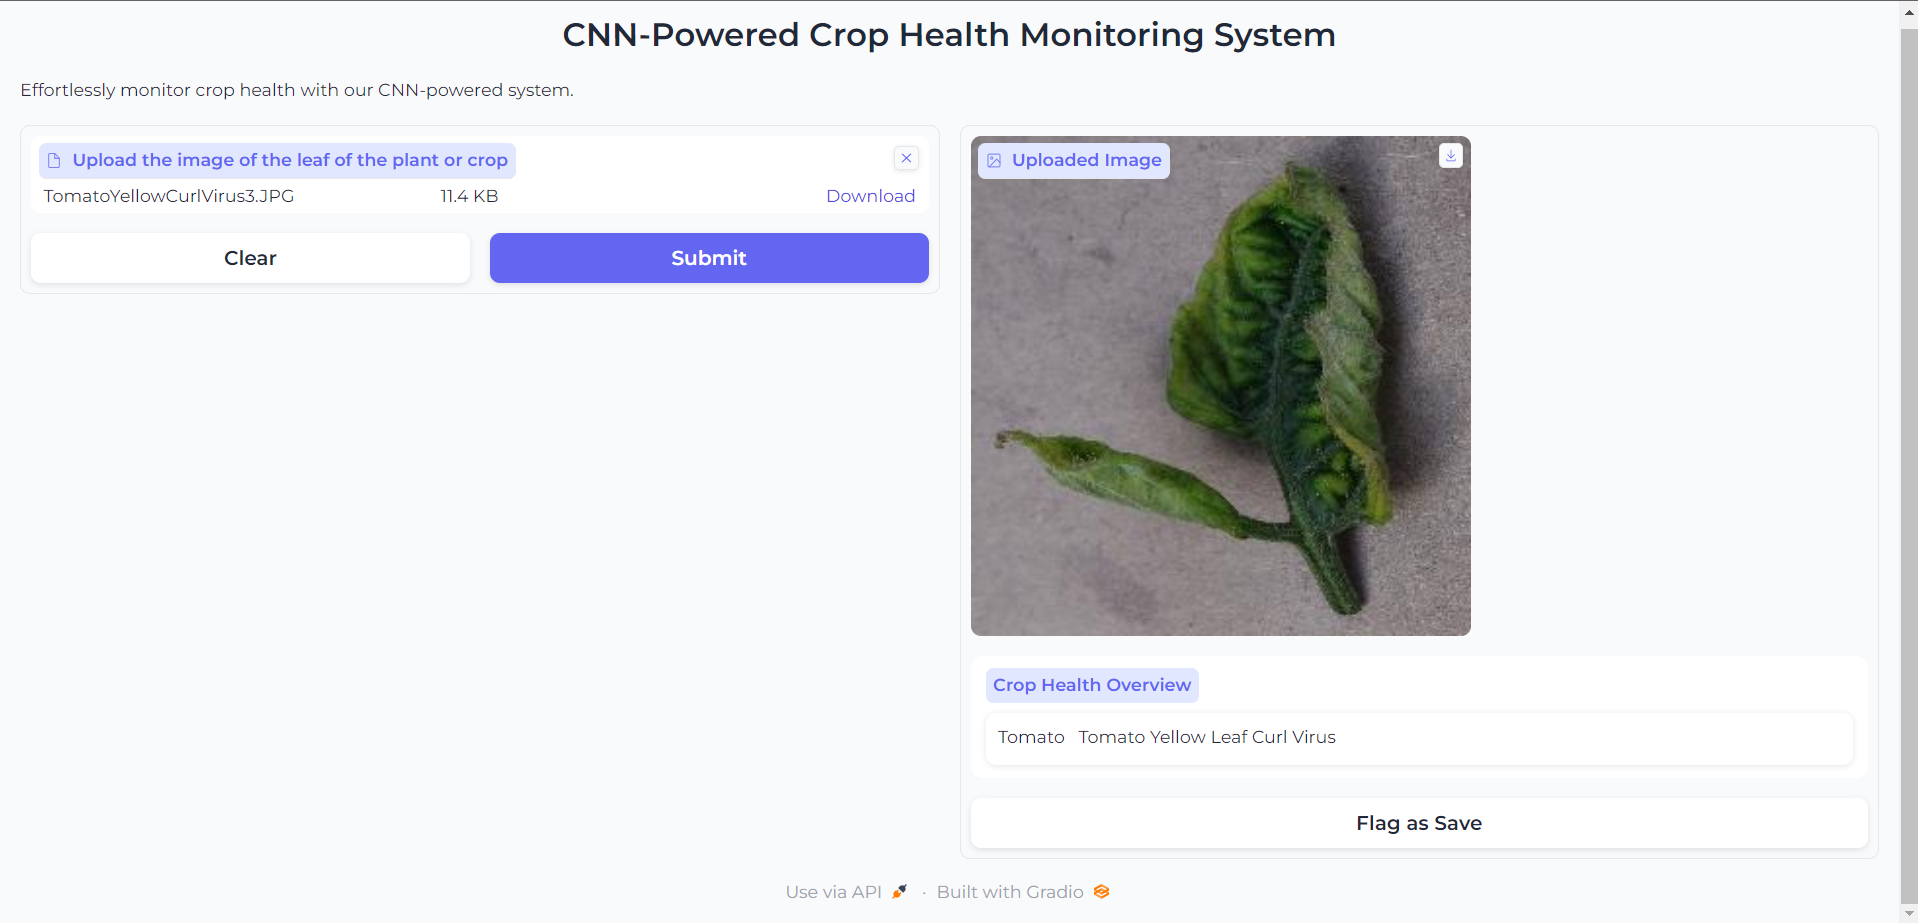 CNN-Powered Crop Health Monitoring System
Effortlessly monitor crop health with our CNN-powered system.
Upload the image of the leaf of the plant or crop
TomatoYellowCurlVirus3.JPG 11.4 KB Download
Clear Submit
Uploaded Image
Crop Health Overview
Tomato Tomato Yellow Leaf Curl Virus
Flag as Save
Use via API · Built with Gradio